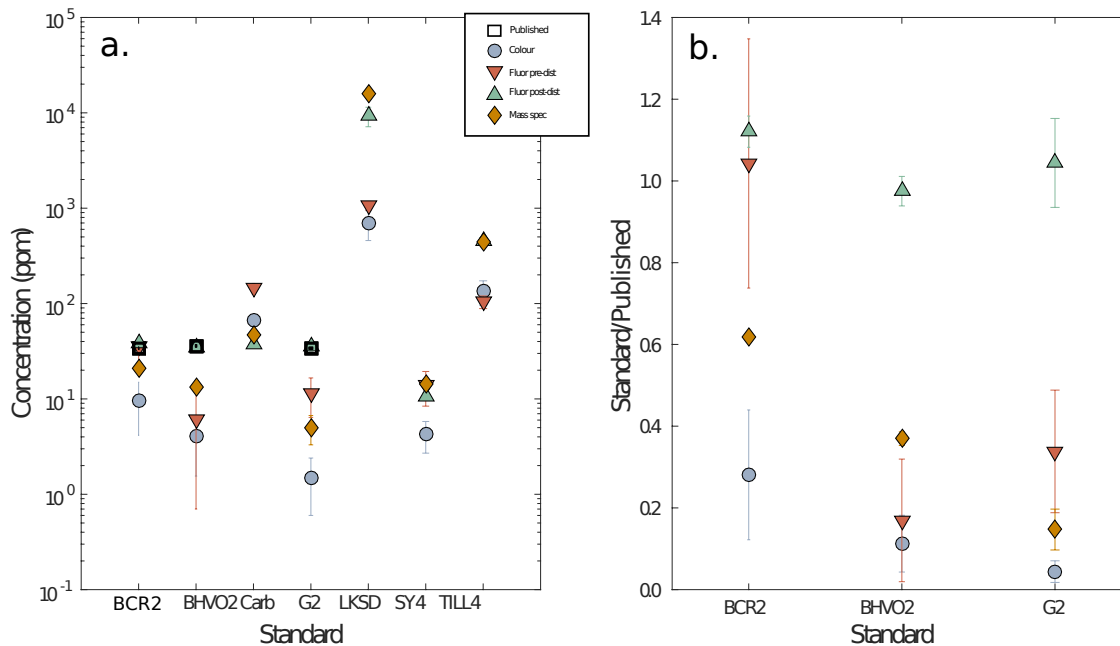 a.
10^5
10^4
10^3
10^2
10^1
10^0
10^-1
Concentration (ppm)
BCR2 BHVO2 Carb G2 LKSD SY4 TILL4
Standard
Published
Colour
Fluor pre-dist
Fluor post-dist
Mass spec
b.
1.4
1.2
1.0
0.8
0.6
0.4
0.2
0.0
Standard/Published
BCR2 BHVO2 G2
Standard